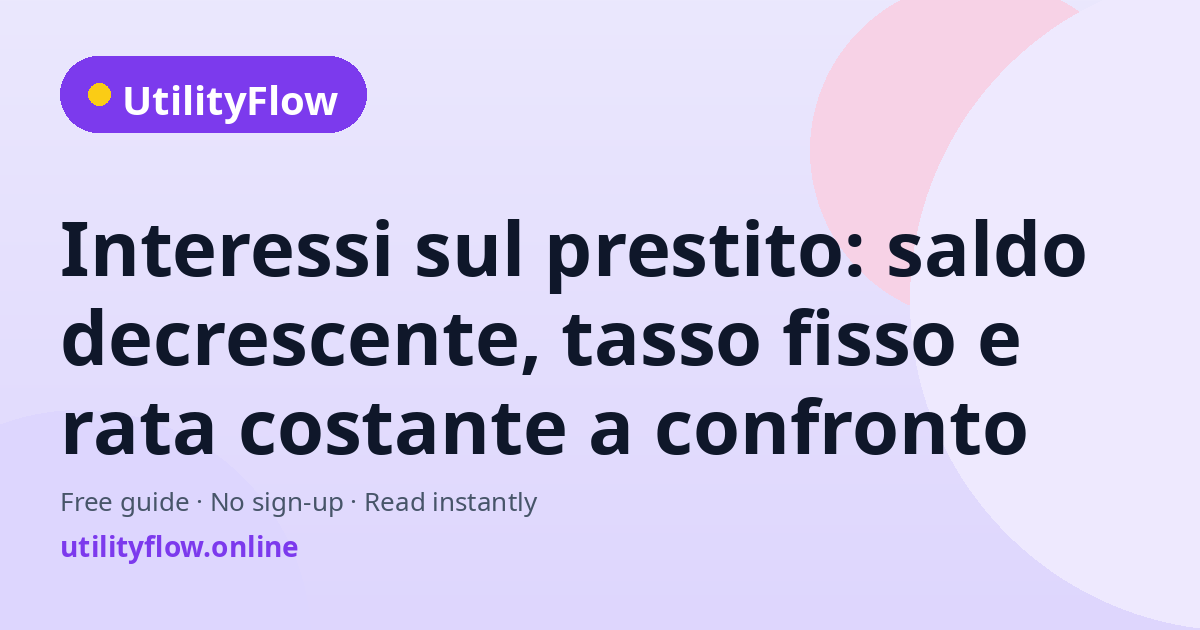 UtilityFlow
Interessi sul prestito: saldo
decrescente, tasso fisso e
rata costante a confronto
Free guide · No sign-up · Read instantly
utilityflow.online